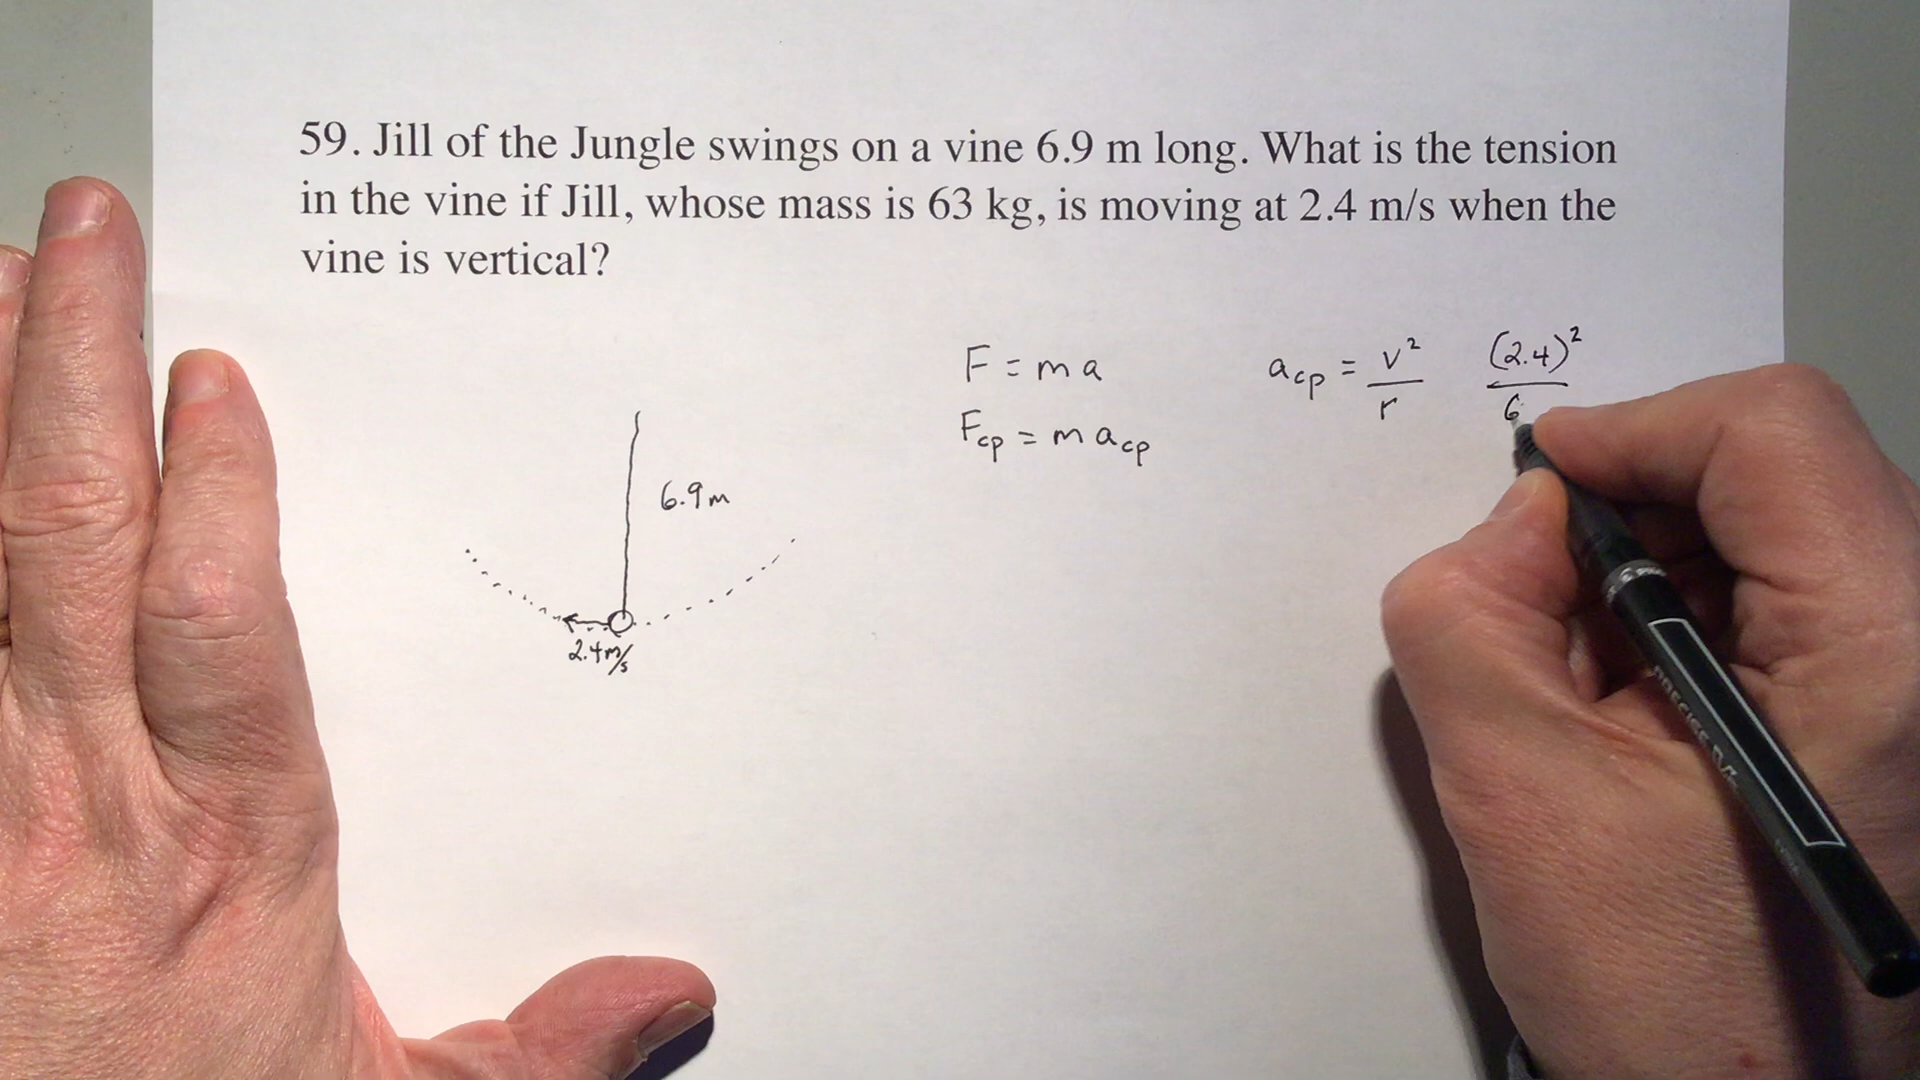 59. Jill of the Jungle swings on a vine 6.9 m long. What is the tension
in the vine if Jill, whose mass is 63 kg, is moving at 2.4 m/s when the
vine is vertical?
F = ma
a_cp = v²/r (2.4)²/6.
F_cp = m a_cp
6.9m
2.4m/s
PRECISE V5